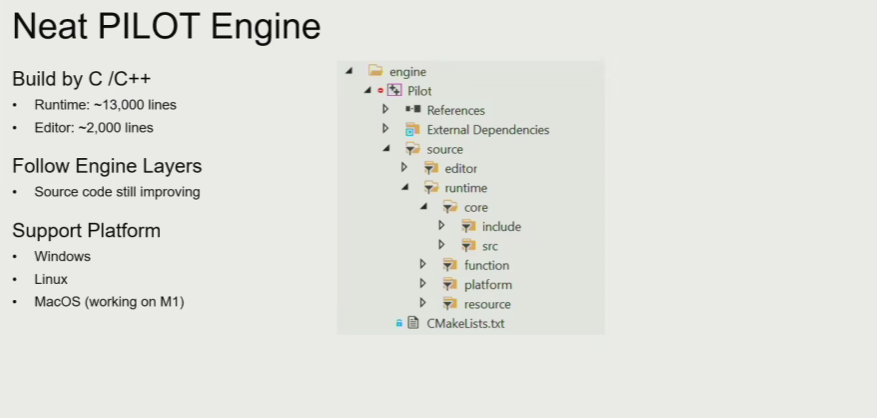 Neat PILOT Engine
Build by C /C++
• Runtime: ~13,000 lines
• Editor: ~2,000 lines
Follow Engine Layers
• Source code still improving
Support Platform
• Windows
• Linux
• MacOS (working on M1)
engine
Pilot
References
External Dependencies
source
editor
runtime
core
include
src
function
platform
resource
CMakeLists.txt